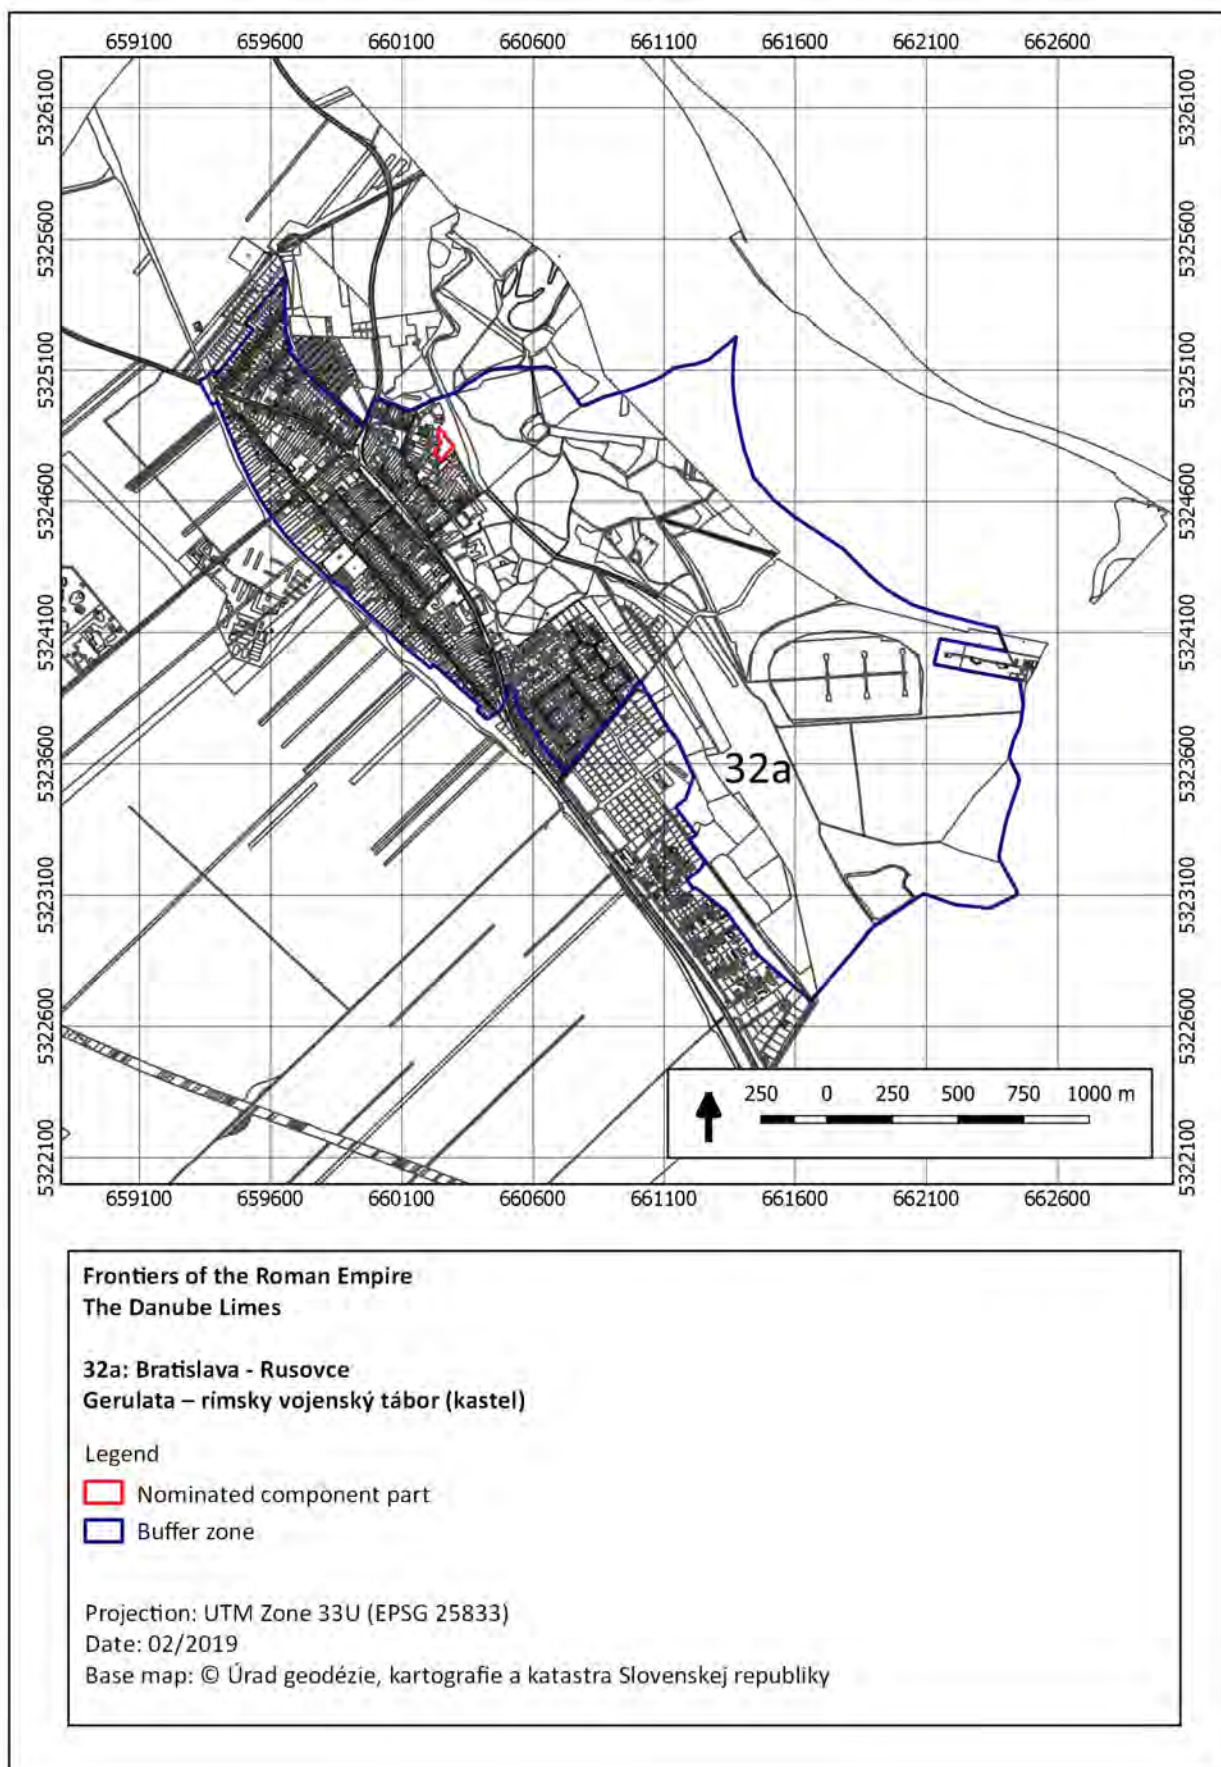 659100 659600 660100 660600 661100 661600 662100 662600
5326100 5326100
5325600 5325600
5325100 5325100
5324600 5324600
5324100 5324100
5323600 5323600
32a
5323100 5323100
5322600 5322600
250 0 250 500 750 1000 m
5322100 5322100
659100 659600 660100 660600 661100 661600 662100 662600
Frontiers of the Roman Empire
The Danube Limes
32a: Bratislava - Rusovce
Gerulata – rímsky vojenský tábor (kastel)
Legend
Nominated component part
Buffer zone
Projection: UTM Zone 33U (EPSG 25833)
Date: 02/2019
Base map: © Úrad geodézie, kartografie a katastra Slovenskej republiky